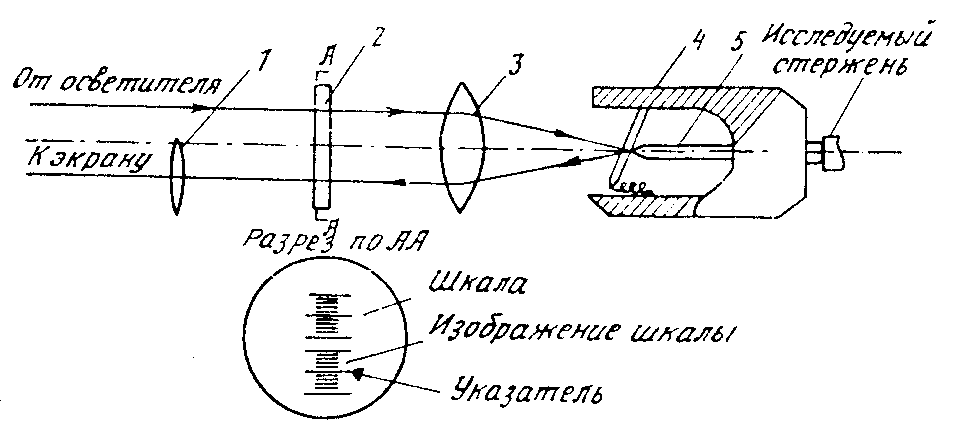 От осветителя
1
А
2
3
4
5
Исследуемый
стержень
К экрану
А
Разрез по АА
Шкала
Изображение шкалы
Указатель